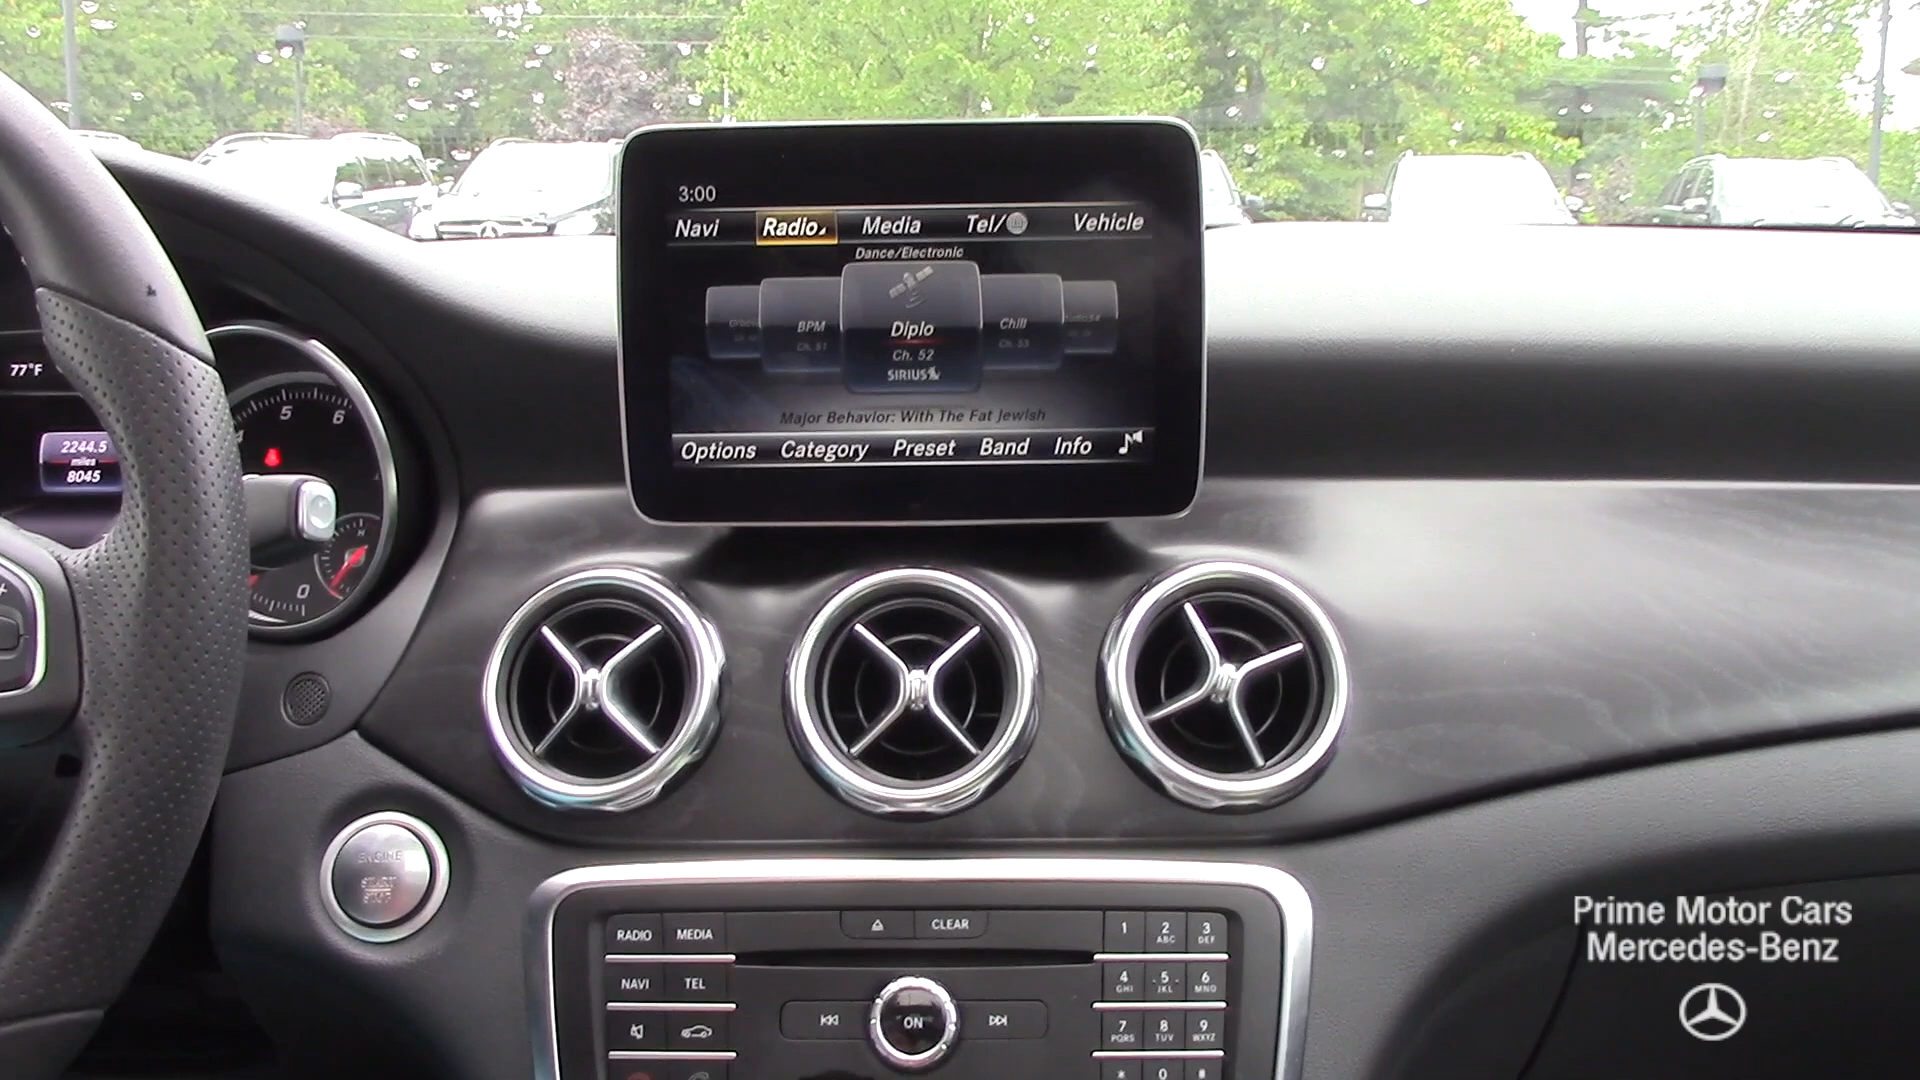 3:00
Navi Radio Media Tel/ Vehicle
Dance/Electronic
BPM
Ch. 51
Diplo
Ch. 52
SIRIUS
Chill
Ch. 53
Major Behavior: With The Fat Jewish
Options Category Preset Band Info
77°F
2244.5
miles
8045
5
6
H
0
+
ENGINE
START
STOP
RADIO MEDIA
CLEAR
NAVI TEL
ON
1 2 ABC 3 DEF
4 GHI 5 JKL 6 MNO
7 PQRS 8 TUV 9 WXYZ
* 0 #
Prime Motor Cars
Mercedes-Benz